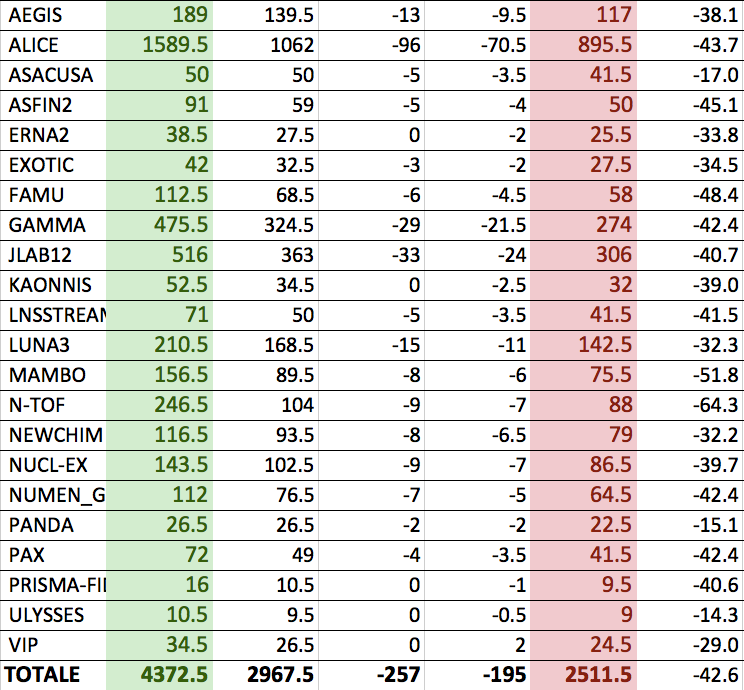 AEGIS 189 139.5 -13 -9.5 117 -38.1
ALICE 1589.5 1062 -96 -70.5 895.5 -43.7
ASACUSA 50 50 -5 -3.5 41.5 -17.0
ASFIN2 91 59 -5 -4 50 -45.1
ERNA2 38.5 27.5 0 -2 25.5 -33.8
EXOTIC 42 32.5 -3 -2 27.5 -34.5
FAMU 112.5 68.5 -6 -4.5 58 -48.4
GAMMA 475.5 324.5 -29 -21.5 274 -42.4
JLAB12 516 363 -33 -24 306 -40.7
KAONNIS 52.5 34.5 0 -2.5 32 -39.0
LNSSTREAM 71 50 -5 -3.5 41.5 -41.5
LUNA3 210.5 168.5 -15 -11 142.5 -32.3
MAMBO 156.5 89.5 -8 -6 75.5 -51.8
N-TOF 246.5 104 -9 -7 88 -64.3
NEWCHIM 116.5 93.5 -8 -6.5 79 -32.2
NUCL-EX 143.5 102.5 -9 -7 86.5 -39.7
NUMEN_G 112 76.5 -7 -5 64.5 -42.4
PANDA 26.5 26.5 -2 -2 22.5 -15.1
PAX 72 49 -4 -3.5 41.5 -42.4
PRISMA-FI 16 10.5 0 -1 9.5 -40.6
ULYSSES 10.5 9.5 0 -0.5 9 -14.3
VIP 34.5 26.5 0 2 24.5 -29.0
TOTALE 4372.5 2967.5 -257 -195 2511.5 -42.6